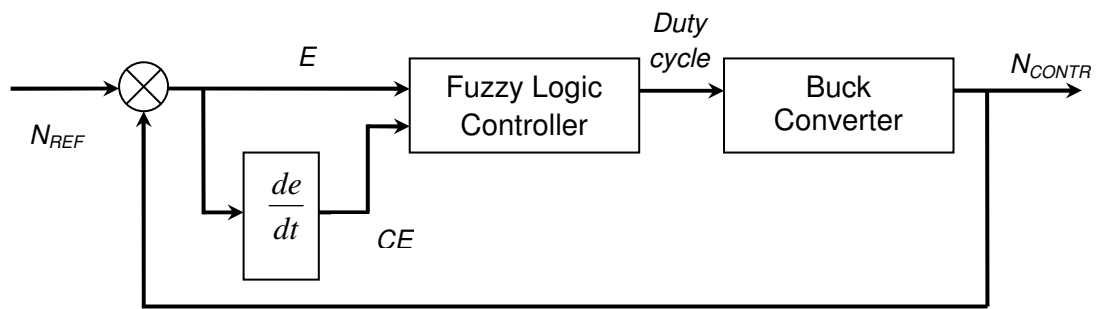 N_REF
E
de
dt
CE
Fuzzy Logic
Controller
Duty
cycle
Buck
Converter
N_CONTR